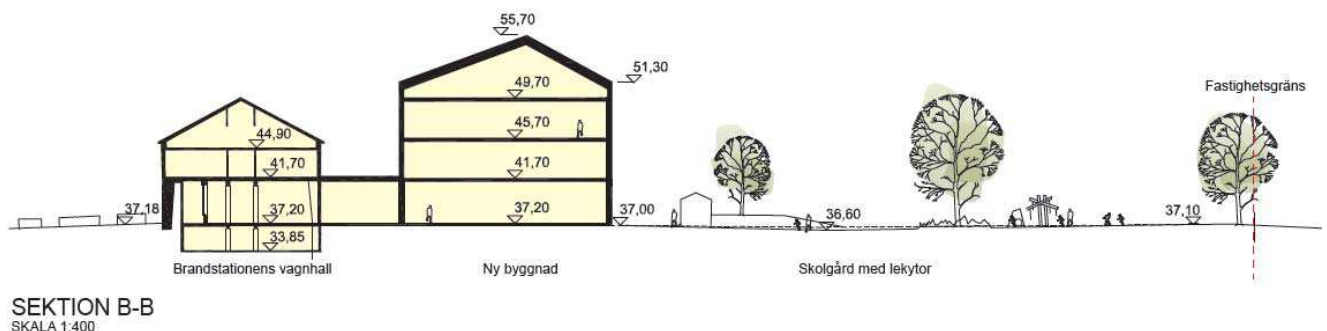 55,70
51,30
49,70
Fastighetsgräns
45,70
44,90
41,70
41,70
37,18
37,20
37,20
37,00
36,60
37,10
33,85
Brandstationens vagnhall
Ny byggnad
Skolgård med lekytor
SEKTION B-B
SKALA 1:400